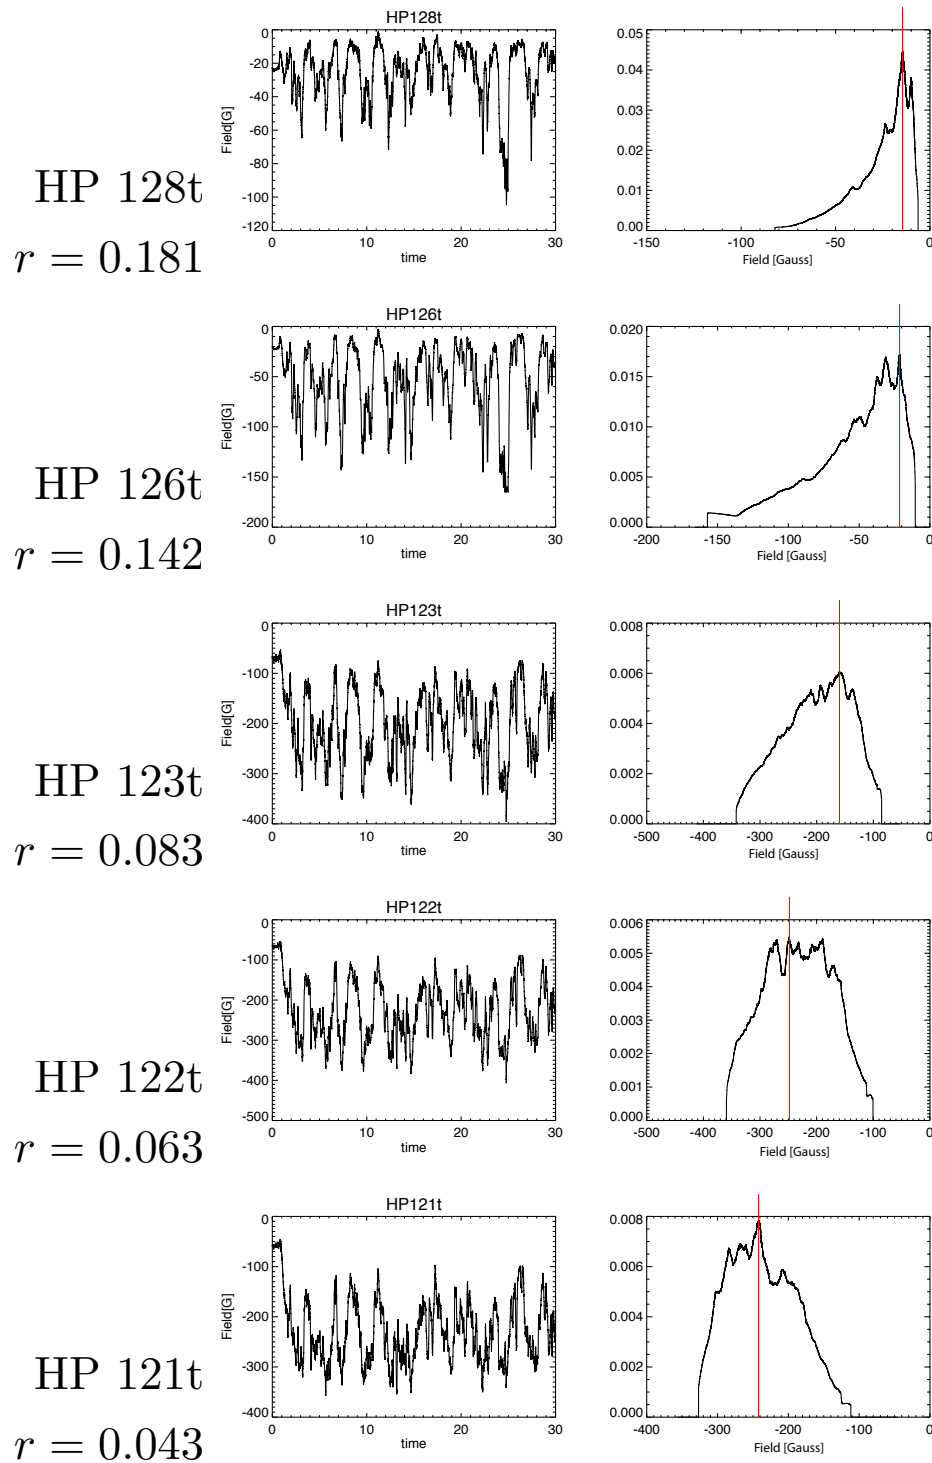 HP128t
HP 128t
r = 0.181
Field[G]
0
-20
-40
-60
-80
-100
-120
0 10 20 30
time
0.05
0.04
0.03
0.02
0.01
0.00
-150 -100 -50 0
Field [Gauss]
HP126t
HP 126t
r = 0.142
Field[G]
0
-50
-100
-150
-200
0 10 20 30
time
0.020
0.015
0.010
0.005
0.000
-200 -150 -100 -50 0
Field [Gauss]
HP123t
HP 123t
r = 0.083
Field[G]
0
-100
-200
-300
-400
0 10 20 30
time
0.008
0.006
0.004
0.002
0.000
-500 -400 -300 -200 -100 0
Field [Gauss]
HP122t
HP 122t
r = 0.063
Field[G]
0
-100
-200
-300
-400
-500
0 10 20 30
time
0.006
0.005
0.004
0.003
0.002
0.001
0.000
-500 -400 -300 -200 -100 0
Field [Gauss]
HP121t
HP 121t
r = 0.043
Field[G]
0
-100
-200
-300
-400
0 10 20 30
time
0.008
0.006
0.004
0.002
0.000
-400 -300 -200 -100 0
Field [Gauss]